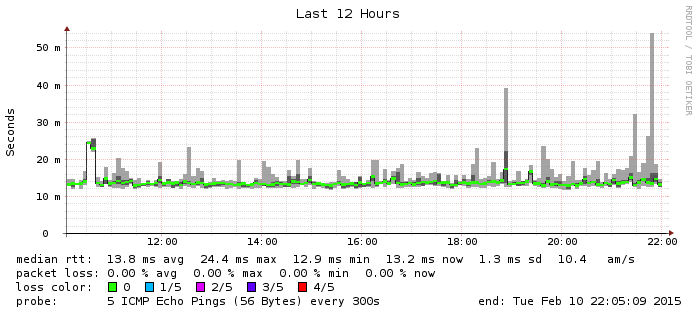 Last 12 Hours
RRDTOOL / TOBI OETIKER
Seconds
50 m
40 m
30 m
20 m
10 m
0
12:00 14:00 16:00 18:00 20:00 22:00
median rtt: 13.8 ms avg 24.4 ms max 12.9 ms min 13.2 ms now 1.3 ms sd 10.4 am/s
packet loss: 0.00 % avg 0.00 % max 0.00 % min 0.00 % now
loss color: 0 1/5 2/5 3/5 4/5
probe: 5 ICMP Echo Pings (56 Bytes) every 300s end: Tue Feb 10 22:05:09 2015